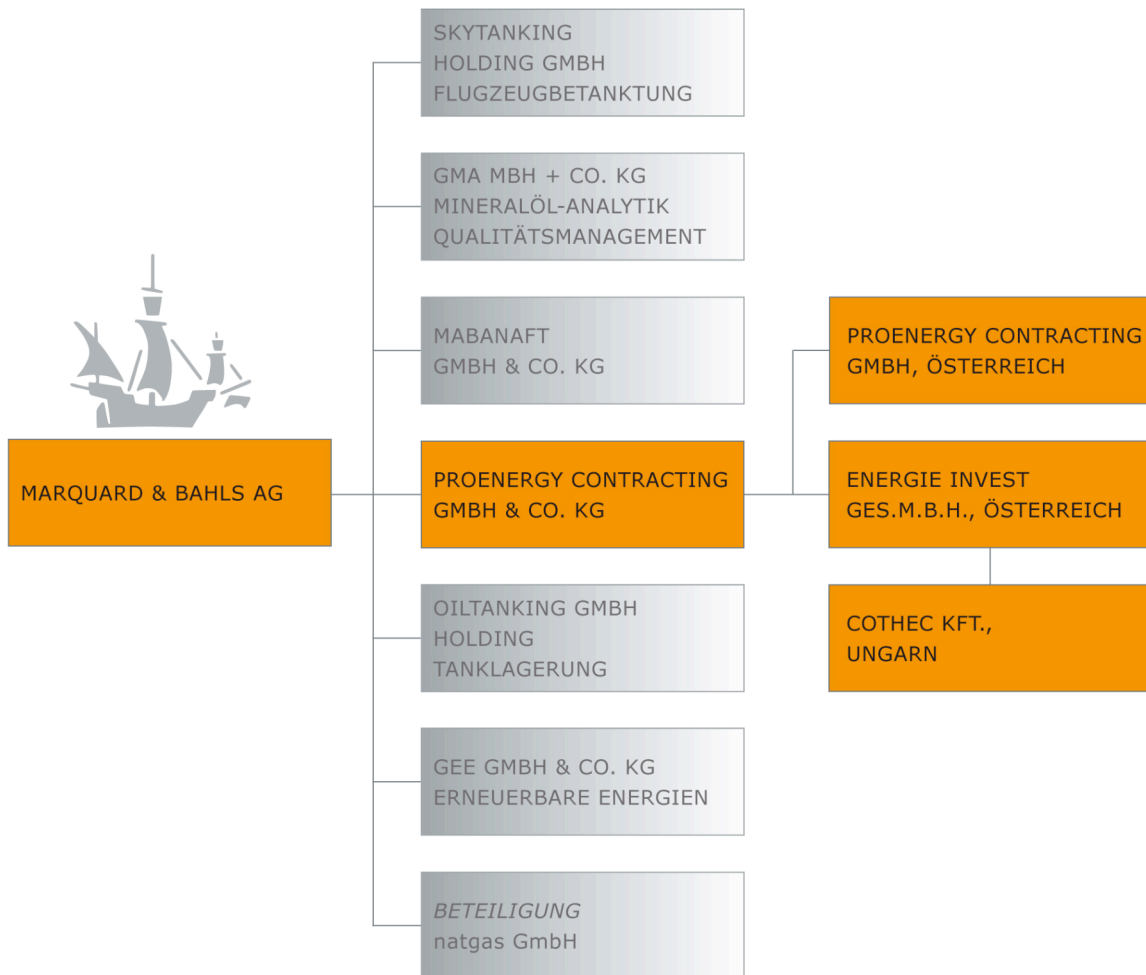 SKYTANKING
HOLDING GMBH
FLUGZEUGBETANKTUNG
GMA MBH + CO. KG
MINERALÖL-ANALYTIK
QUALITÄTSMANAGEMENT
MABANAFT
GMBH & CO. KG
PROENERGY CONTRACTING
GMBH, ÖSTERREICH
MARQUARD & BAHLS AG
PROENERGY CONTRACTING
GMBH & CO. KG
ENERGIE INVEST
GES.M.B.H., ÖSTERREICH
OILTANKING GMBH
HOLDING
TANKLAGERUNG
COTHEC KFT.,
UNGARN
GEE GMBH & CO. KG
ERNEUERBARE ENERGIEN
BETEILIGUNG
natgas GmbH